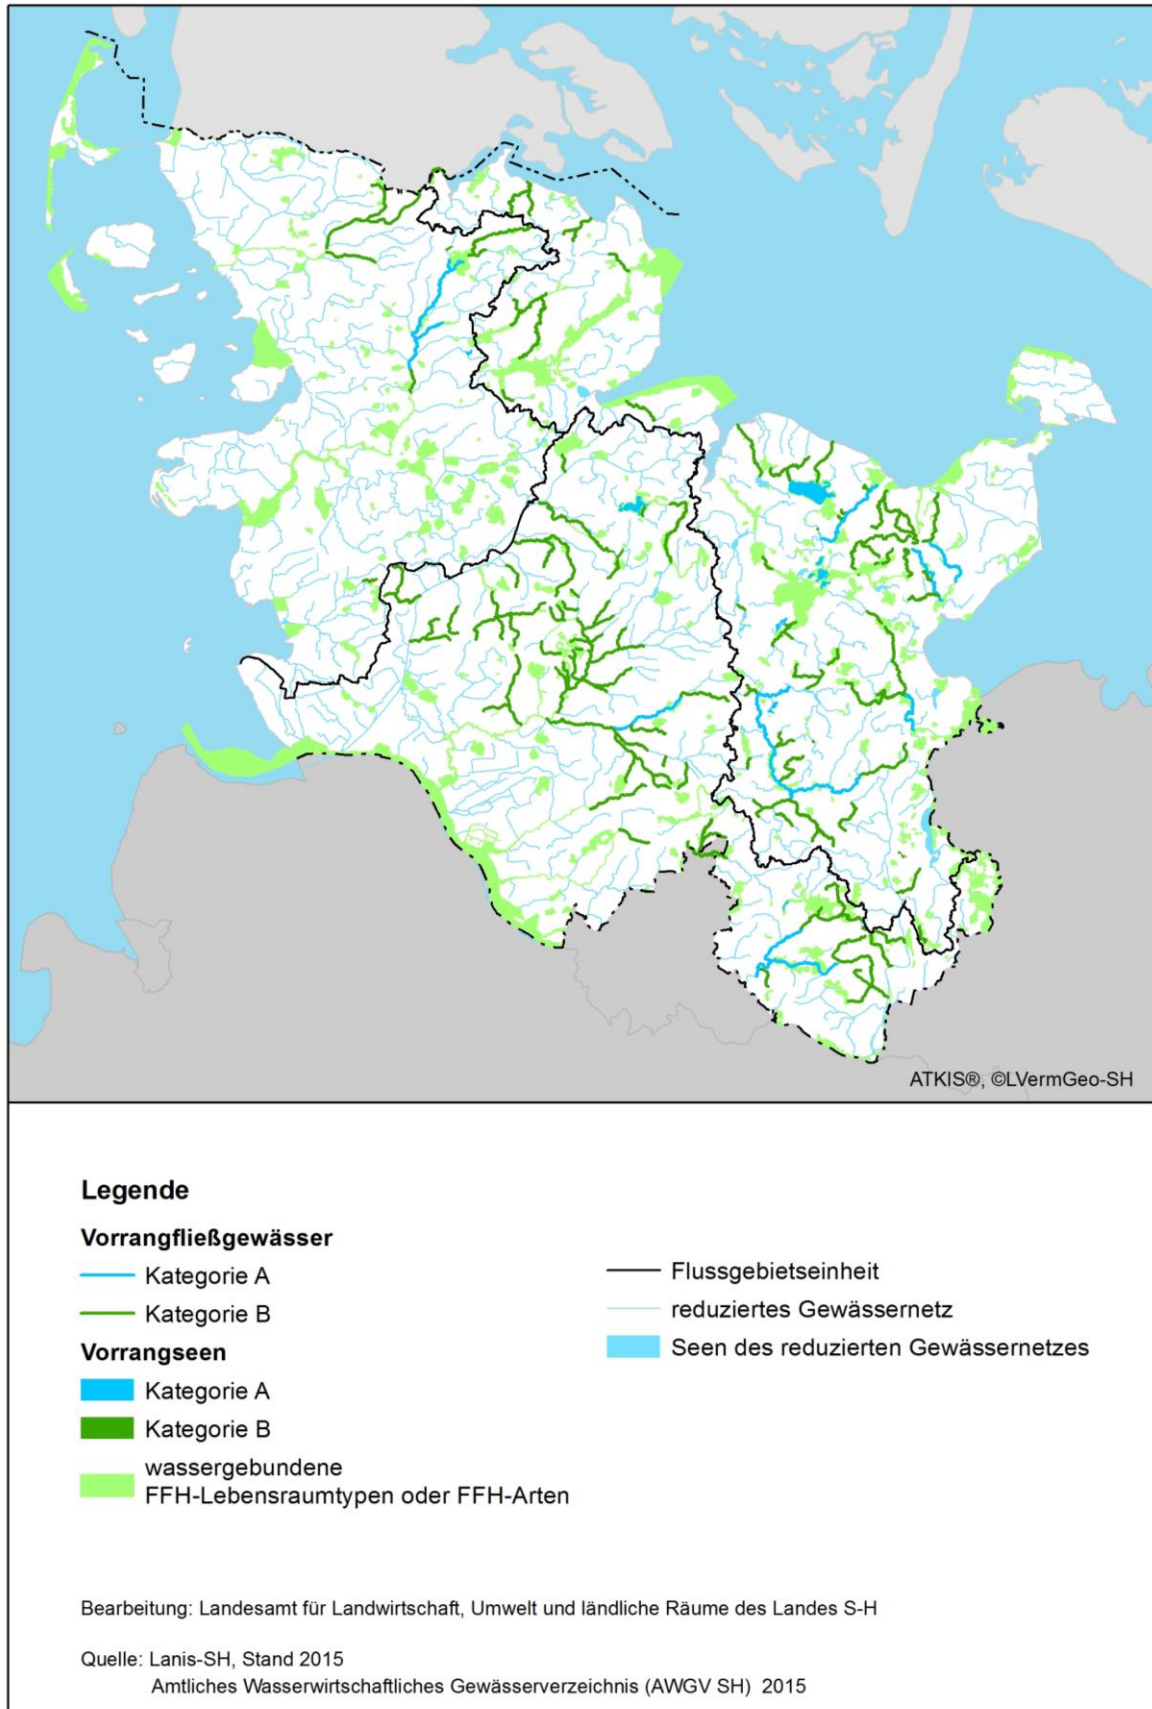 ATKIS®, ©LVermGeo-SH
Legende
Vorrangfließgewässer
Kategorie A
Kategorie B
Vorrangseen
Kategorie A
Kategorie B
wassergebundene
FFH-Lebensraumtypen oder FFH-Arten
Flussgebietseinheit
reduziertes Gewässernetz
Seen des reduzierten Gewässernetzes
Bearbeitung: Landesamt für Landwirtschaft, Umwelt und ländliche Räume des Landes S-H
Quelle: Lanis-SH, Stand 2015
Amtliches Wasserwirtschaftliches Gewässerverzeichnis (AWGV SH) 2015